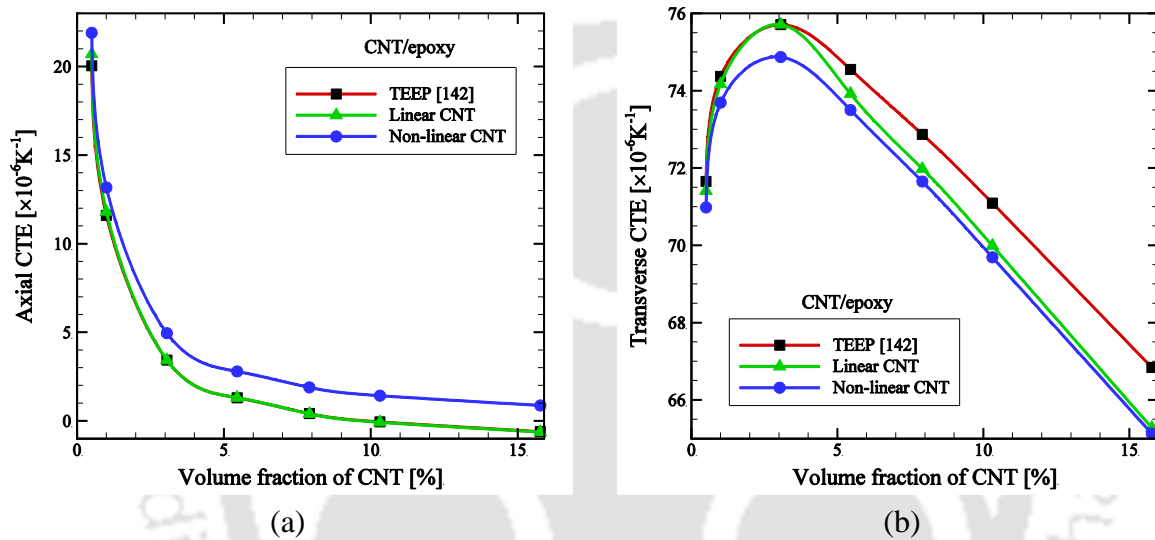 CNT/epoxy
TEEP [142]
Linear CNT
Non-linear CNT
Axial CTE [×10⁻⁶K⁻¹]
20
15
10
5
0
0
5
10
15
Volume fraction of CNT [%]
(a)
CNT/epoxy
TEEP [142]
Linear CNT
Non-linear CNT
Transverse CTE [×10⁻⁶K⁻¹]
76
74
72
70
68
66
0
5
10
15
Volume fraction of CNT [%]
(b)